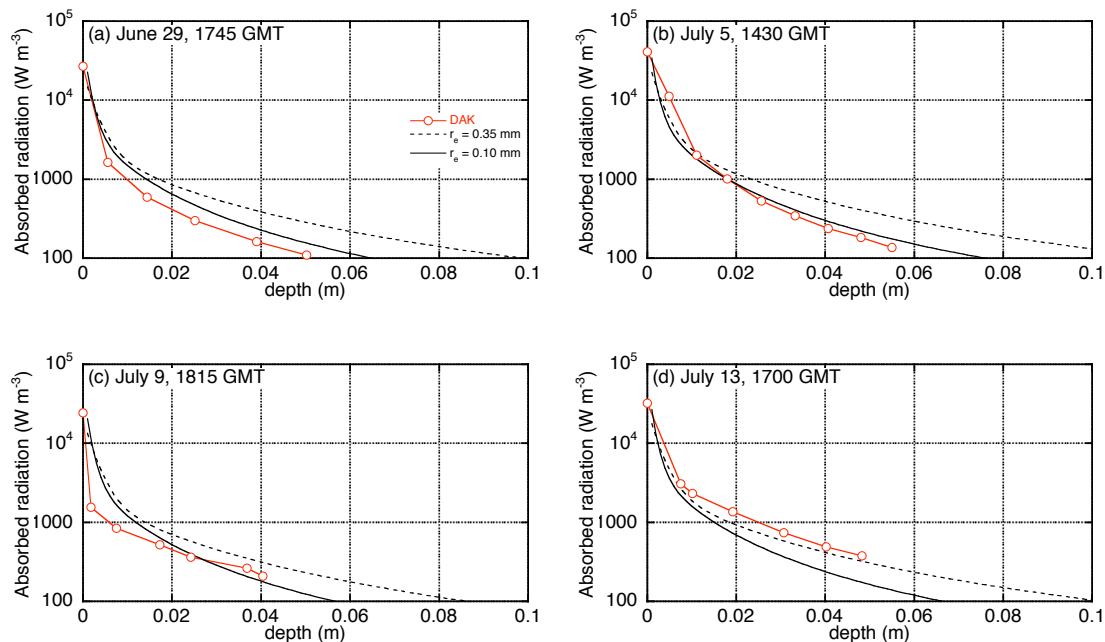 (a) June 29, 1745 GMT
Absorbed radiation (W m⁻³)
10⁵
10⁴
1000
100
DAK
rₑ = 0.35 mm
rₑ = 0.10 mm
0 0.02 0.04 0.06 0.08 0.1
depth (m)
(b) July 5, 1430 GMT
Absorbed radiation (W m⁻³)
10⁵
10⁴
1000
100
0 0.02 0.04 0.06 0.08 0.1
depth (m)
(c) July 9, 1815 GMT
Absorbed radiation (W m⁻³)
10⁵
10⁴
1000
100
0 0.02 0.04 0.06 0.08 0.1
depth (m)
(d) July 13, 1700 GMT
Absorbed radiation (W m⁻³)
10⁵
10⁴
1000
100
0 0.02 0.04 0.06 0.08 0.1
depth (m)